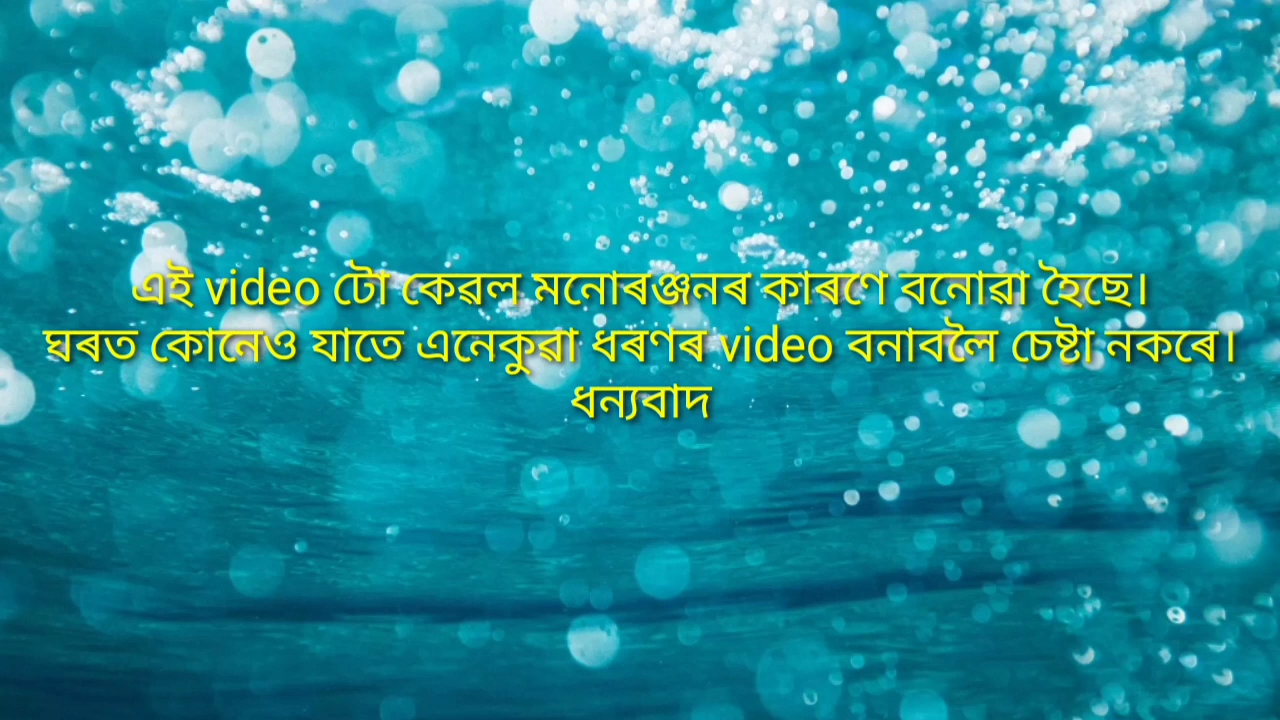 এই video টো কেৱল মনোৰঞ্জনৰ কাৰণে বনোৱা হৈছে।
ঘৰত কোনেও যাতে এনেকুৱা ধৰণৰ video বনাবলৈ চেষ্টা নকৰে।
ধন্যবাদ